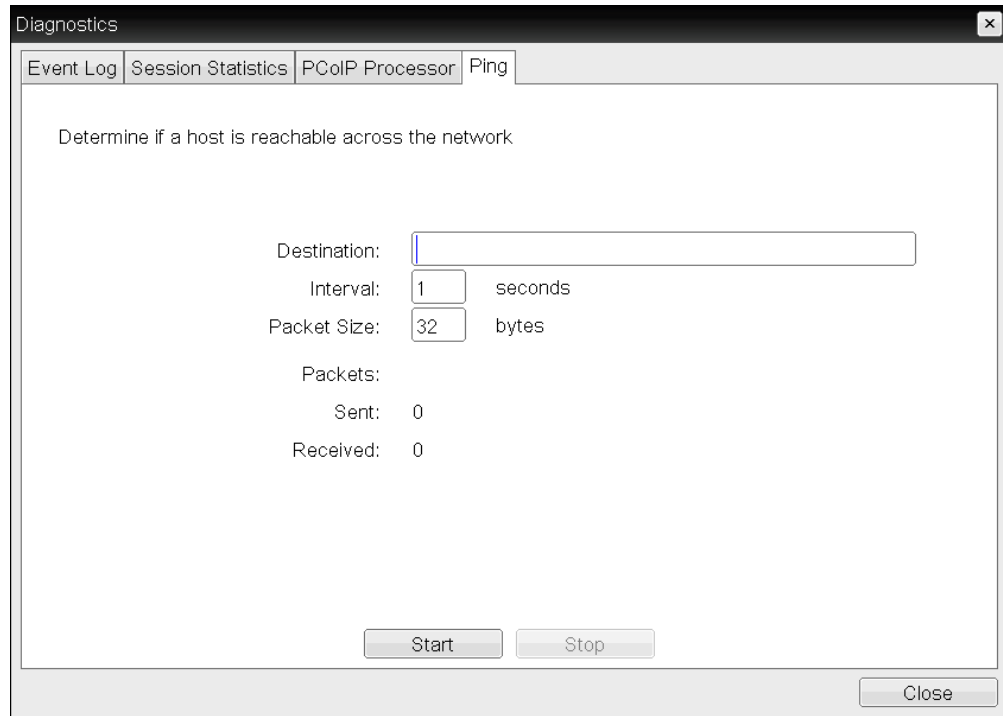 Diagnostics
Event Log Session Statistics PCoIP Processor Ping
Determine if a host is reachable across the network
Destination:
Interval: 1 seconds
Packet Size: 32 bytes
Packets:
Sent: 0
Received: 0
Start Stop
Close